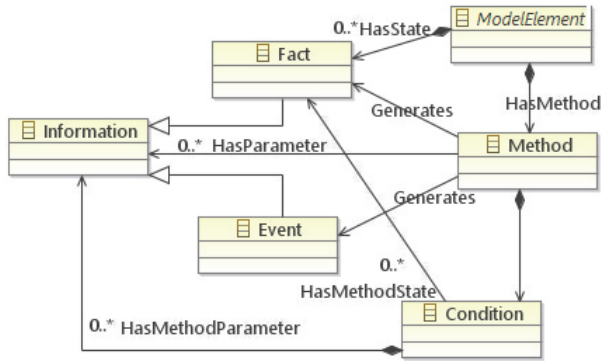 0..* HasState
ModelElement
Fact
Generates
HasMethod
Information
0..* HasParameter
Method
Generates
Event
0..*
HasMethodState
0..* HasMethodParameter
Condition